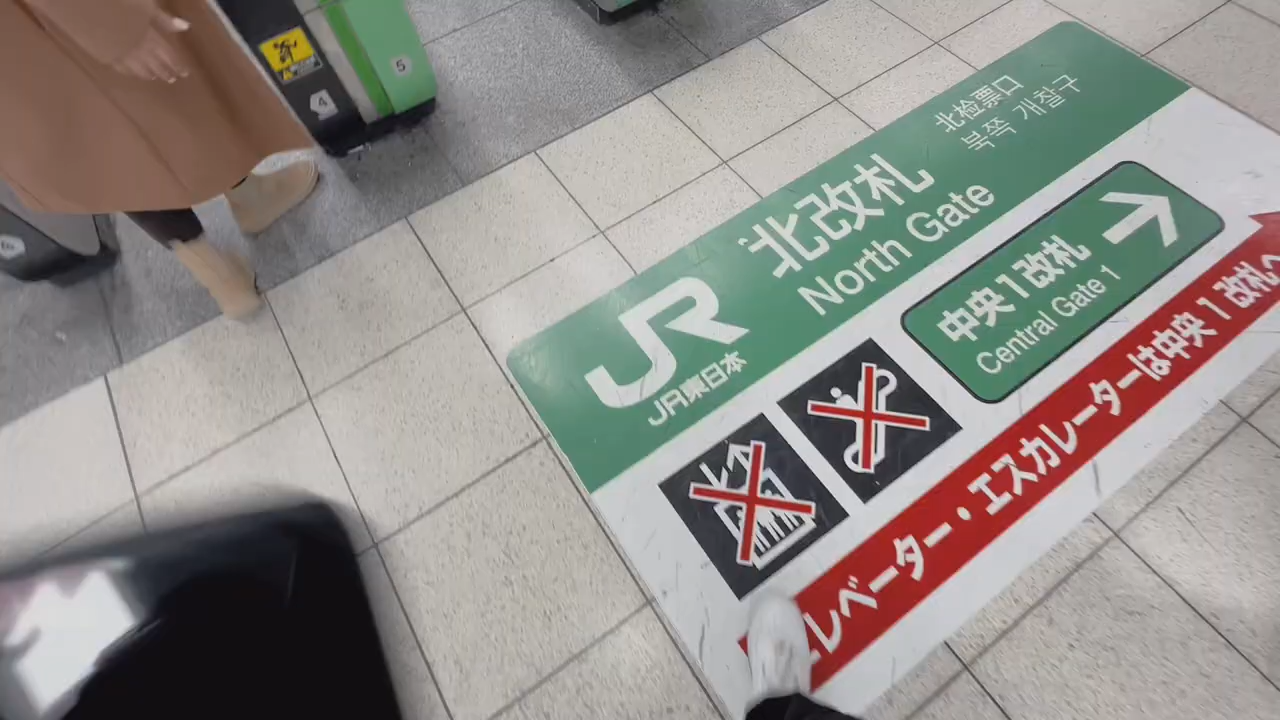 4
5
北检票口
북쪽 개찰구
北改札
North Gate
JR
JR東日本
中央1改札
Central Gate 1
レベーター・エスカレーターは中央1改札へ